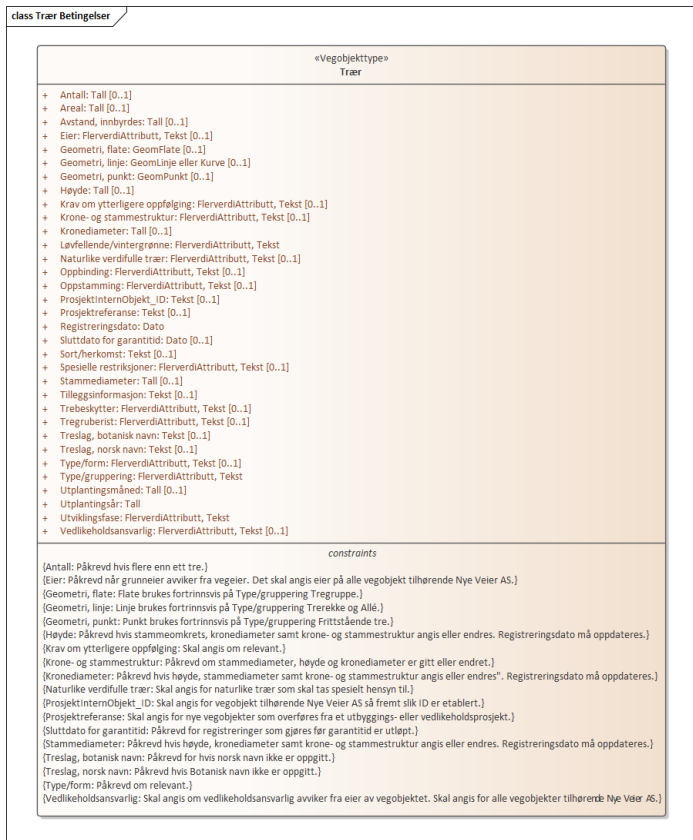 class Trær Betingelser
«Vegobjekttype»
Trær
+ Antall: Tall [0..1]
+ Areal: Tall [0..1]
+ Avstand, innbyrdes: Tall [0..1]
+ Eier: FlerverdiAttributt, Tekst [0..1]
+ Geometri, flate: GeomFlate [0..1]
+ Geometri, linje: GeomLinje eller Kurve [0..1]
+ Geometri, punkt: GeomPunkt [0..1]
+ Høyde: Tall [0..1]
+ Krav om ytterligere oppfølging: FlerverdiAttributt, Tekst [0..1]
+ Krone- og stammestruktur: FlerverdiAttributt, Tekst [0..1]
+ Kronediameter: Tall [0..1]
+ Løvfellende/vintergrønne: FlerverdiAttributt, Tekst
+ Naturlike verdifulle trær: FlerverdiAttributt, Tekst [0..1]
+ Oppbinding: FlerverdiAttributt, Tekst [0..1]
+ Oppstamming: FlerverdiAttributt, Tekst [0..1]
+ ProsjektInternObjekt_ID: Tekst [0..1]
+ Prosjektreferanse: Tekst [0..1]
+ Registreringsdato: Dato
+ Sluttdato for garantitid: Dato [0..1]
+ Sort/herkomst: Tekst [0..1]
+ Spesielle restriksjoner: FlerverdiAttributt, Tekst [0..1]
+ Stammediameter: Tall [0..1]
+ Tilleggsinformasjon: Tekst [0..1]
+ Trebeskytter: FlerverdiAttributt, Tekst [0..1]
+ Tregruberist: FlerverdiAttributt, Tekst [0..1]
+ Treslag, botanisk navn: Tekst [0..1]
+ Treslag, norsk navn: Tekst [0..1]
+ Type/form: FlerverdiAttributt, Tekst [0..1]
+ Type/gruppering: FlerverdiAttributt, Tekst
+ Utplantingsmåned: Tall [0..1]
+ Utplantingsår: Tall
+ Utviklingsfase: FlerverdiAttributt, Tekst
+ Vedlikeholdsansvarlig: FlerverdiAttributt, Tekst [0..1]
constraints
{Antall: Påkrevd hvis flere enn ett tre.}
{Eier: Påkrevd når grunneier avviker fra vegeier. Det skal angis eier på alle vegobjekt tilhørende Nye Veier AS.}
{Geometri, flate: Flate brukes fortrinnsvis på Type/gruppering Tregruppe.}
{Geometri, linje: Linje brukes fortrinnsvis på Type/gruppering Trerekke og Allé.}
{Geometri, punkt: Punkt brukes fortrinnsvis på Type/gruppering Frittstående tre.}
{Høyde: Påkrevd hvis stammeomkrets, kronediameter samt krone- og stammestruktur angis eller endres. Registreringsdato må oppdateres.}
{Krav om ytterligere oppfølging: Skal angis om relevant.}
{Krone- og stammestruktur: Påkrevd om stammediameter, høyde og kronediameter er gitt eller endret.}
{Kronediameter: Påkrevd hvis høyde, stammediameter samt krone- og stammestruktur angis eller endres". Registreringsdato må oppdateres.}
{Naturlike verdifulle trær: Skal angis for naturlike trær som skal tas spesielt hensyn til.}
{ProsjektInternObjekt_ID: Skal angis for vegobjekt tilhørende Nye Veier AS så fremt slik ID er etablert.}
{Prosjektreferanse: Skal angis for nye vegobjekter som overføres fra et utbyggings- eller vedlikeholdsprosjekt.}
{Sluttdato for garantitid: Påkrevd for registreringer som gjøres før garantitid er utløpt.}
{Stammediameter: Påkrevd hvis høyde, kronediameter samt krone- og stammestruktur angis eller endres. Registreringsdato må oppdateres.}
{Treslag, botanisk navn: Påkrevd for hvis norsk navn ikke er oppgitt.}
{Treslag, norsk navn: Påkrevd hvis Botanisk navn ikke er oppgitt.}
{Type/form: Påkrevd om relevant.}
{Vedlikeholdsansvarlig: Skal angis om vedlikeholdsansvarlig avviker fra eier av vegobjektet. Skal angis for alle vegobjekter tilhørende Nye Veier AS.}